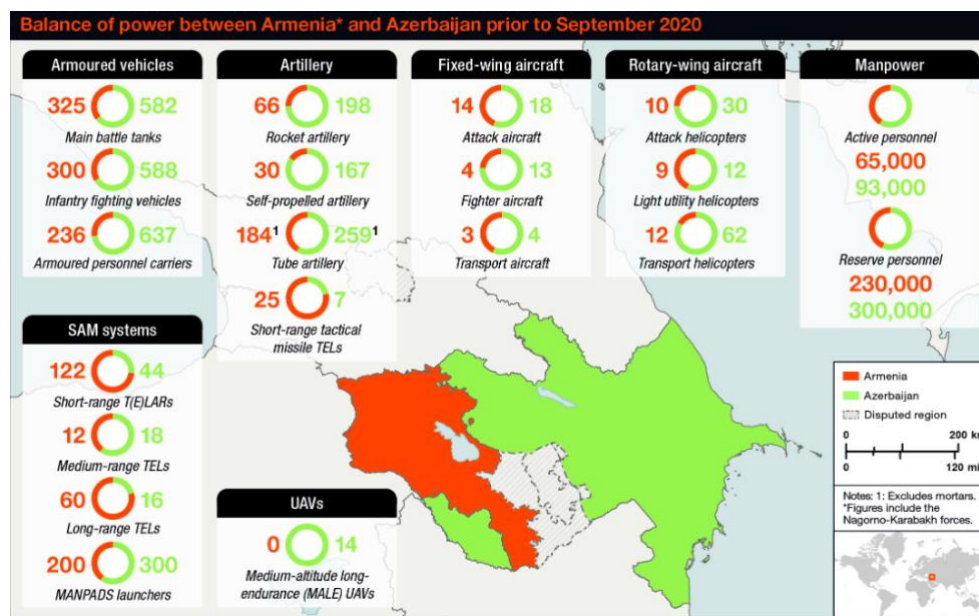 Balance of power between Armenia* and Azerbaijan prior to September 2020
Armoured vehicles
325 582
Main battle tanks
300 588
Infantry fighting vehicles
236 637
Armoured personnel carriers
Artillery
66 198
Rocket artillery
30 167
Self-propelled artillery
184¹ 259¹
Tube artillery
25 7
Short-range tactical
missile TELs
Fixed-wing aircraft
14 18
Attack aircraft
4 13
Fighter aircraft
3 4
Transport aircraft
Rotary-wing aircraft
10 30
Attack helicopters
9 12
Light utility helicopters
12 62
Transport helicopters
Manpower
Active personnel
65,000
93,000
Reserve personnel
230,000
300,000
SAM systems
122 44
Short-range T(E)LARs
12 18
Medium-range TELs
60 16
Long-range TELs
200 300
MANPADS launchers
UAVs
0 14
Medium-altitude long-
endurance (MALE) UAVs
Armenia
Azerbaijan
Disputed region
0 200 km
0 120 mi
Notes: 1: Excludes mortars.
*Figures include the
Nagorno-Karabakh forces.